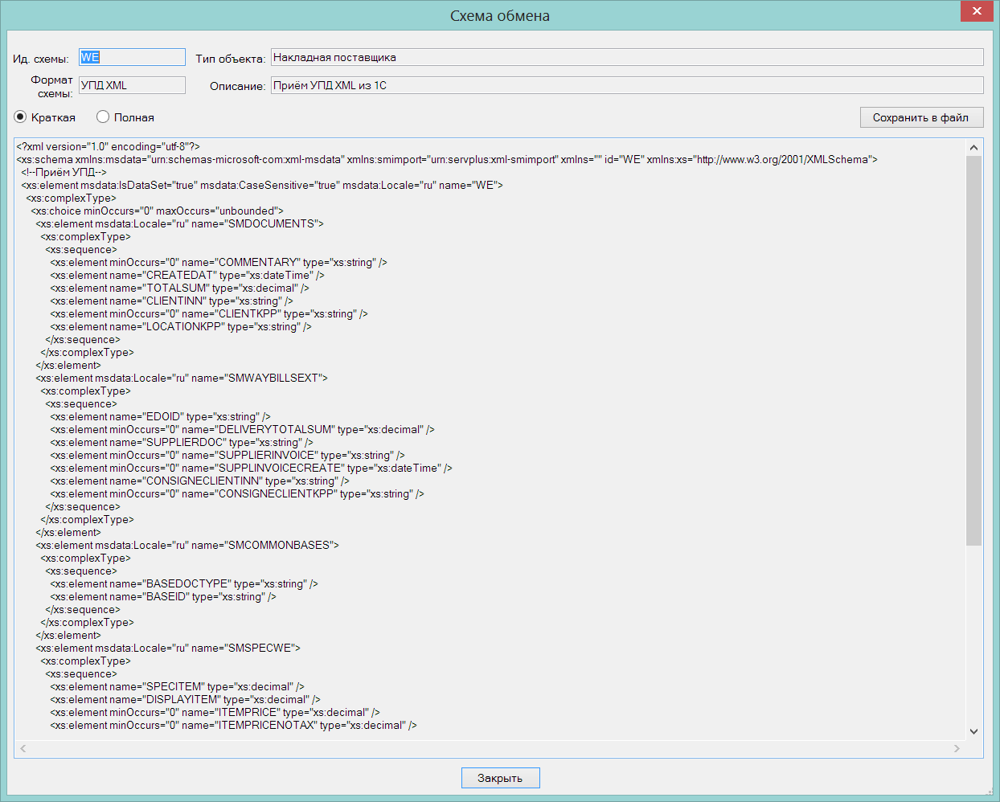 Схема обмена
Ид. схемы: WE Тип объекта: Накладная поставщика
Формат схемы: УПД XML Описание: Приём УПД XML из 1С
Краткая Полная Сохранить в файл
<?xml version="1.0" encoding="utf-8"?>
<xs:schema xmlns:msdata="urn:schemas-microsoft-com:xml-msdata" xmlns:smimport="urn:servplus:xml-smimport" xmlns="" id="WE" xmlns:xs="http://www.w3.org/2001/XMLSchema">
<!--Приём УПД-->
<xs:element msdata:IsDataSet="true" msdata:CaseSensitive="true" msdata:Locale="ru" name="WE">
<xs:complexType>
<xs:choice minOccurs="0" maxOccurs="unbounded">
<xs:element msdata:Locale="ru" name="SMDOCUMENTS">
<xs:complexType>
<xs:sequence>
<xs:element minOccurs="0" name="COMMENTARY" type="xs:string" />
<xs:element name="CREATEDAT" type="xs:dateTime" />
<xs:element name="TOTALSUM" type="xs:decimal" />
<xs:element name="CLIENTINN" type="xs:string" />
<xs:element minOccurs="0" name="CLIENTKPP" type="xs:string" />
<xs:element name="LOCATIONKPP" type="xs:string" />
</xs:sequence>
</xs:complexType>
</xs:element>
<xs:element msdata:Locale="ru" name="SMWAYBILLSEXT">
<xs:complexType>
<xs:sequence>
<xs:element name="EDOID" type="xs:string" />
<xs:element minOccurs="0" name="DELIVERYTOTALSUM" type="xs:decimal" />
<xs:element name="SUPPLIERDOC" type="xs:string" />
<xs:element minOccurs="0" name="SUPPLIERINVOICE" type="xs:string" />
<xs:element minOccurs="0" name="SUPPLINVOICECREATE" type="xs:dateTime" />
<xs:element name="CONSIGNECLIENTINN" type="xs:string" />
<xs:element minOccurs="0" name="CONSIGNECLIENTKPP" type="xs:string" />
</xs:sequence>
</xs:complexType>
</xs:element>
<xs:element msdata:Locale="ru" name="SMCOMMONBASES">
<xs:complexType>
<xs:sequence>
<xs:element name="BASEDOCTYPE" type="xs:string" />
<xs:element name="BASEID" type="xs:string" />
</xs:sequence>
</xs:complexType>
</xs:element>
<xs:element msdata:Locale="ru" name="SMSPECWE">
<xs:complexType>
<xs:sequence>
<xs:element name="SPECITEM" type="xs:decimal" />
<xs:element name="DISPLAYITEM" type="xs:decimal" />
<xs:element minOccurs="0" name="ITEMPRICE" type="xs:decimal" />
<xs:element minOccurs="0" name="ITEMPRICENOTAX" type="xs:decimal" />
Закрыть